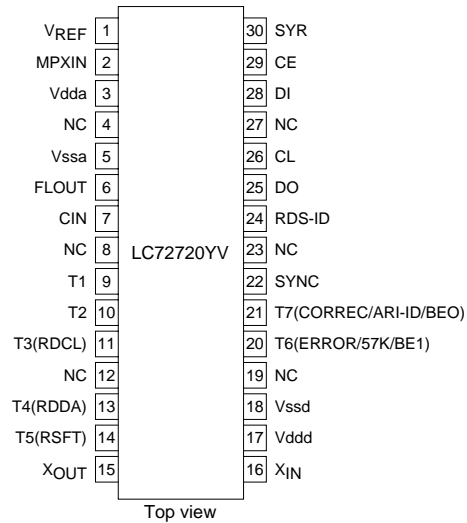 VREF 1 30 SYR
MPXIN 2 29 CE
Vdda 3 28 DI
NC 4 27 NC
Vssa 5 26 CL
FLOUT 6 25 DO
CIN 7 24 RDS-ID
NC 8 LC72720YV 23 NC
T1 9 22 SYNC
T2 10 21 T7(CORREC/ARI-ID/BEO)
T3(RDCL) 11 20 T6(ERROR/57K/BE1)
NC 12 19 NC
T4(RDDA) 13 18 Vssd
T5(RSFT) 14 17 Vddd
XOUT 15 16 XIN
Top view